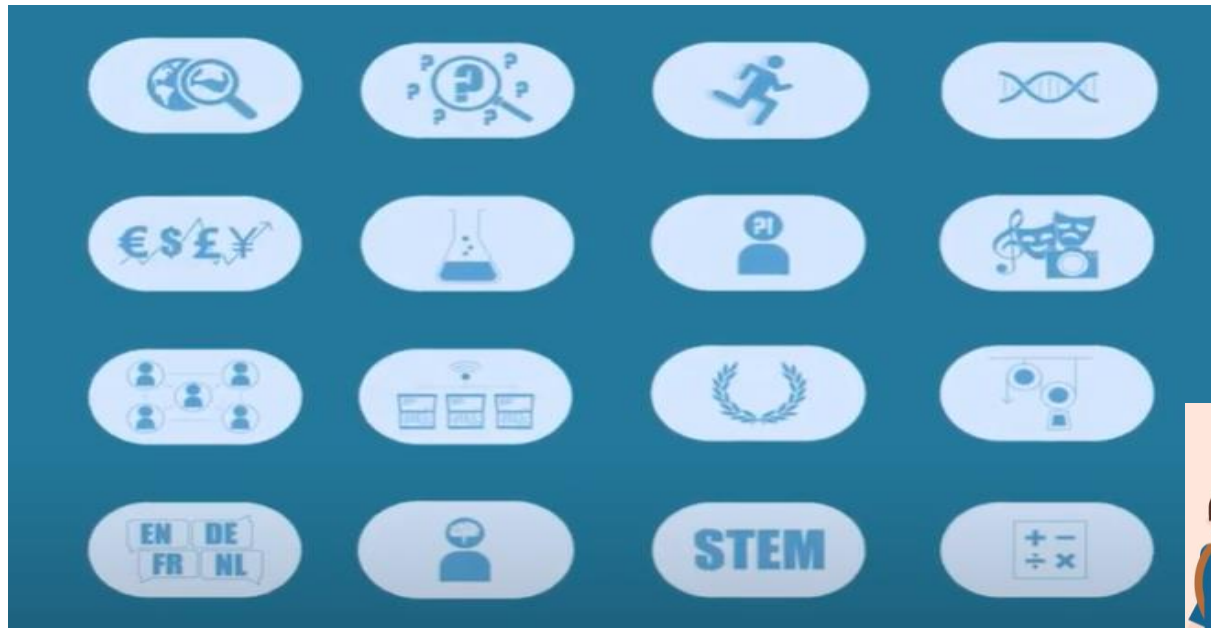 ? ? ? ? ? ? ? ?
€ $ £ ¥
?!
EN DE
FR NL
STEM
+ −
÷ ×